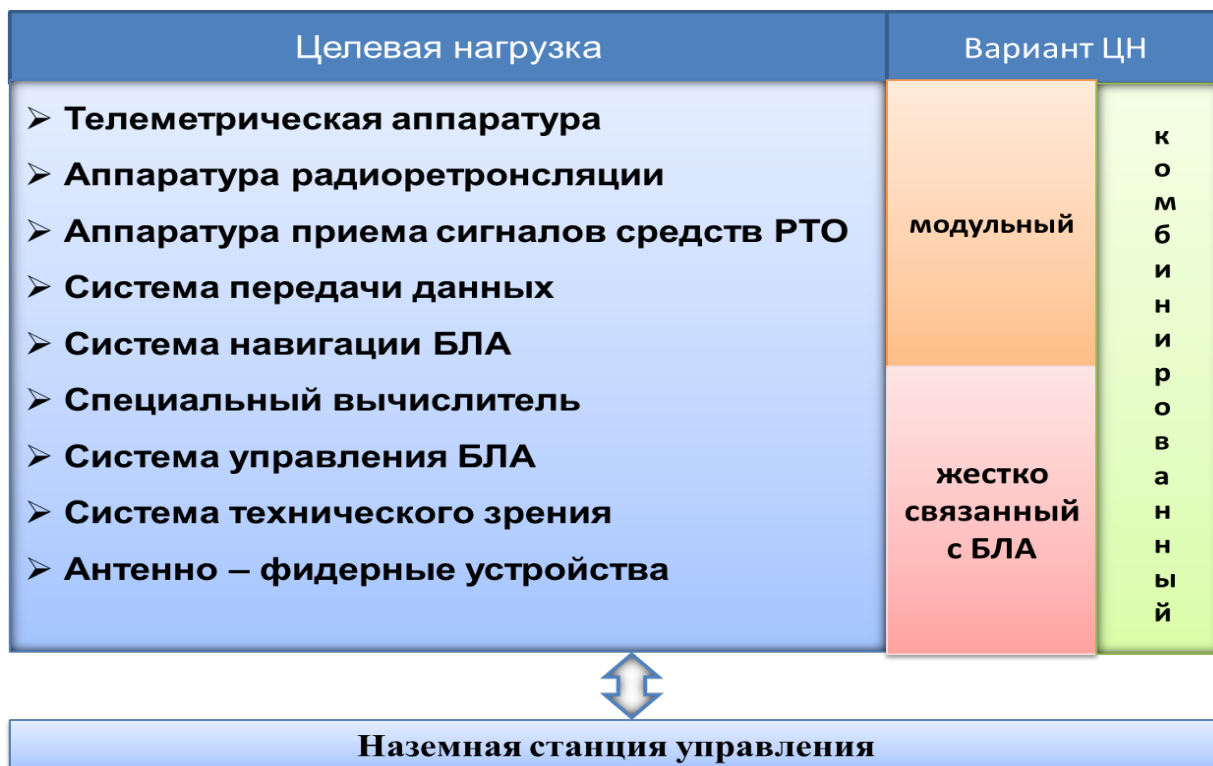 Целевая нагрузка
Вариант ЦН
➢ Телеметрическая аппаратура
➢ Аппаратура радиоретронсляции
➢ Аппаратура приема сигналов средств РТО
➢ Система передачи данных
➢ Система навигации БЛА
➢ Специальный вычислитель
➢ Система управления БЛА
➢ Система технического зрения
➢ Антенно – фидерные устройства
модульный
жестко
связанный
с БЛА
комбинированный
Наземная станция управления